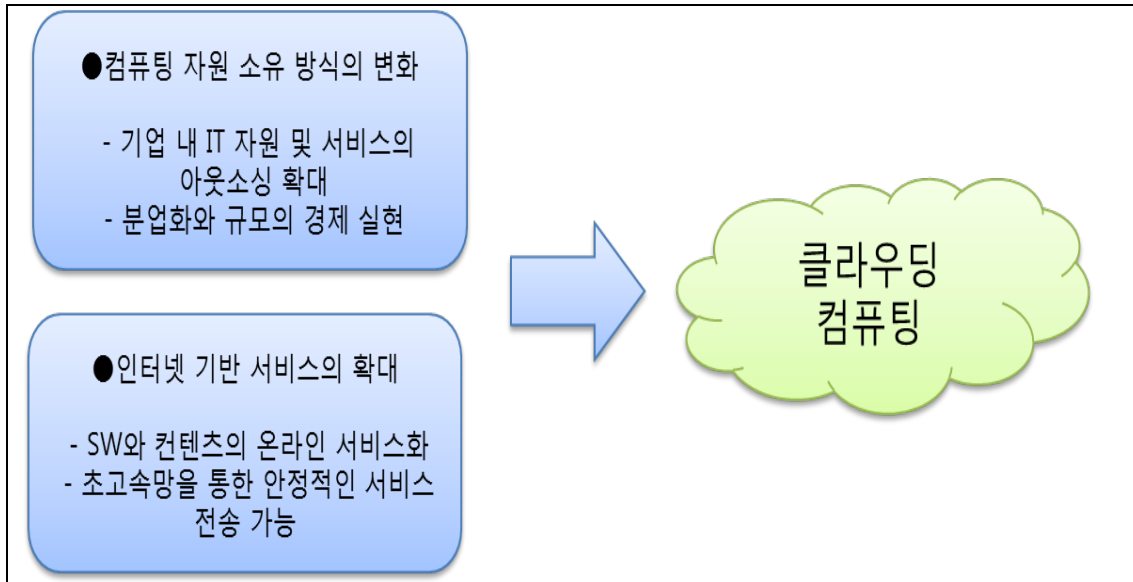 ●컴퓨팅 자원 소유 방식의 변화
- 기업 내 IT 자원 및 서비스의
아웃소싱 확대
- 분업화와 규모의 경제 실현
●인터넷 기반 서비스의 확대
- SW와 컨텐츠의 온라인 서비스화
- 초고속망을 통한 안정적인 서비스
전송 가능
클라우딩
컴퓨팅